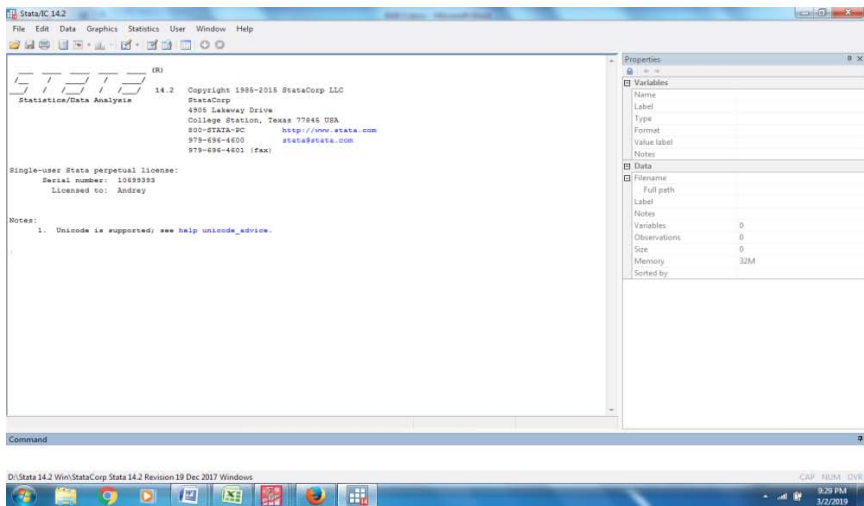 Stata/IC 14.2
File Edit Data Graphics Statistics User Window Help
(R)
14.2 Copyright 1985-2015 StataCorp LLC
Statistics/Data Analysis StataCorp
4905 Lakeway Drive
College Station, Texas 77845 USA
800-STATA-PC http://www.stata.com
979-696-4600 stata@stata.com
979-696-4601 (fax)
Single-user Stata perpetual license:
Serial number: 10699393
Licensed to: Andrey
Notes:
1. Unicode is supported; see help unicode_advice.
Properties
Variables
Name
Label
Type
Format
Value label
Notes
Data
Filename
Full path
Label
Notes
Variables 0
Observations 0
Size 0
Memory 32M
Sorted by
Command
D:\Stata 14.2 Win\StataCorp Stata 14.2 Revision 19 Dec 2017 Windows
CAP NUM OVR
9:29 PM
3/2/2019